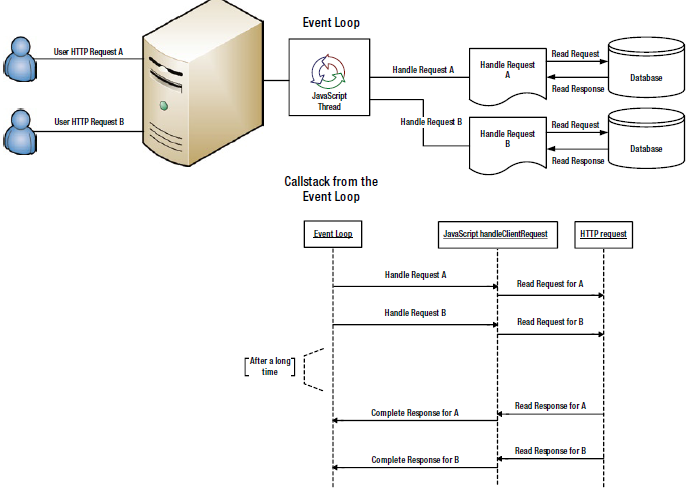 Event Loop
User HTTP Request A
User HTTP Request B
JavaScript
Thread
Handle Request A
Handle Request B
Handle Request
A
Handle Request
B
Read Request
Read Response
Database
Read Request
Read Response
Database
Callstack from the
Event Loop
Event Loop
JavaScript handleClientRequest
HTTP request
Handle Request A
Read Request for A
Handle Request B
Read Request for B
After a long
time
Read Response for A
Complete Response for A
Read Response for B
Complete Response for B